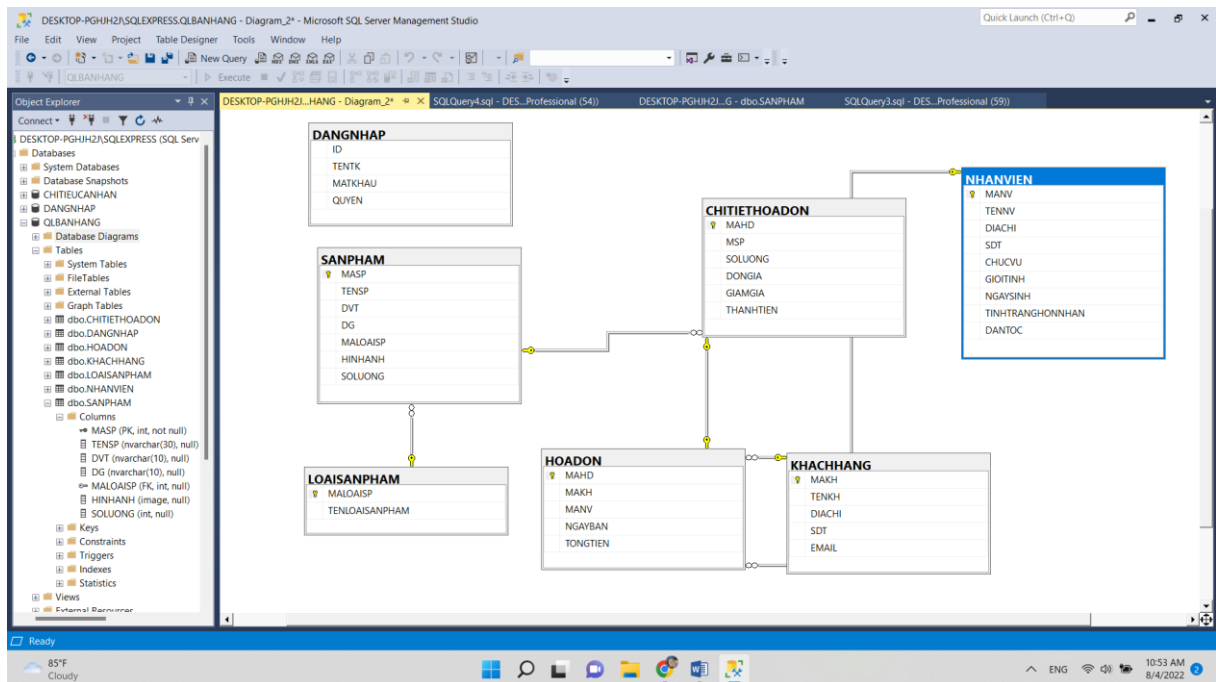 DESKTOP-PGHJH2J\SQLEXPRESS.QLBANHANG - Diagram_2* - Microsoft SQL Server Management Studio
Quick Launch (Ctrl+Q)
File Edit View Project Table Designer Tools Window Help
New Query
QLBANHANG
Execute
Object Explorer
DESKTOP-PGHJH2J...HANG - Diagram_2*
SQLQuery4.sql - DES...Professional (54))
DESKTOP-PGHJH2J...G - dbo.SANPHAM
SQLQuery3.sql - DES...Professional (59))
Connect
DESKTOP-PGHJH2J\SQLEXPRESS (SQL Serv
Databases
System Databases
Database Snapshots
CHITIEUCANHAN
DANGNHAP
QLBANHANG
Database Diagrams
Tables
System Tables
FileTables
External Tables
Graph Tables
dbo.CHITIETHOADON
dbo.DANGNHAP
dbo.HOADON
dbo.KHACHHANG
dbo.LOAISANPHAM
dbo.NHANVIEN
dbo.SANPHAM
Columns
MASP (PK, int, not null)
TENSP (nvarchar(30), null)
DVT (nvarchar(10), null)
DG (nvarchar(10), null)
MALOAISP (FK, int, null)
HINHANH (image, null)
SOLUONG (int, null)
Keys
Constraints
Triggers
Indexes
Statistics
Views
External Resources
DANGNHAP
ID
TENTK
MATKHAU
QUYEN
SANPHAM
MASP
TENSP
DVT
DG
MALOAISP
HINHANH
SOLUONG
LOAISANPHAM
MALOAISP
TENLOAISANPHAM
CHITIETHOADON
MAHD
MSP
SOLUONG
DONGIA
GIAMGIA
THANHTIEN
HOADON
MAHD
MAKH
MANV
NGAYBAN
TONGTIEN
KHACHHANG
MAKH
TENKH
DIACHI
SDT
EMAIL
NHANVIEN
MANV
TENNV
DIACHI
SDT
CHUCVU
GIOITINH
NGAYSINH
TINHTRANGHONNHAN
DANTOC
Ready
85°F
Cloudy
ENG
10:53 AM
8/4/2022
2